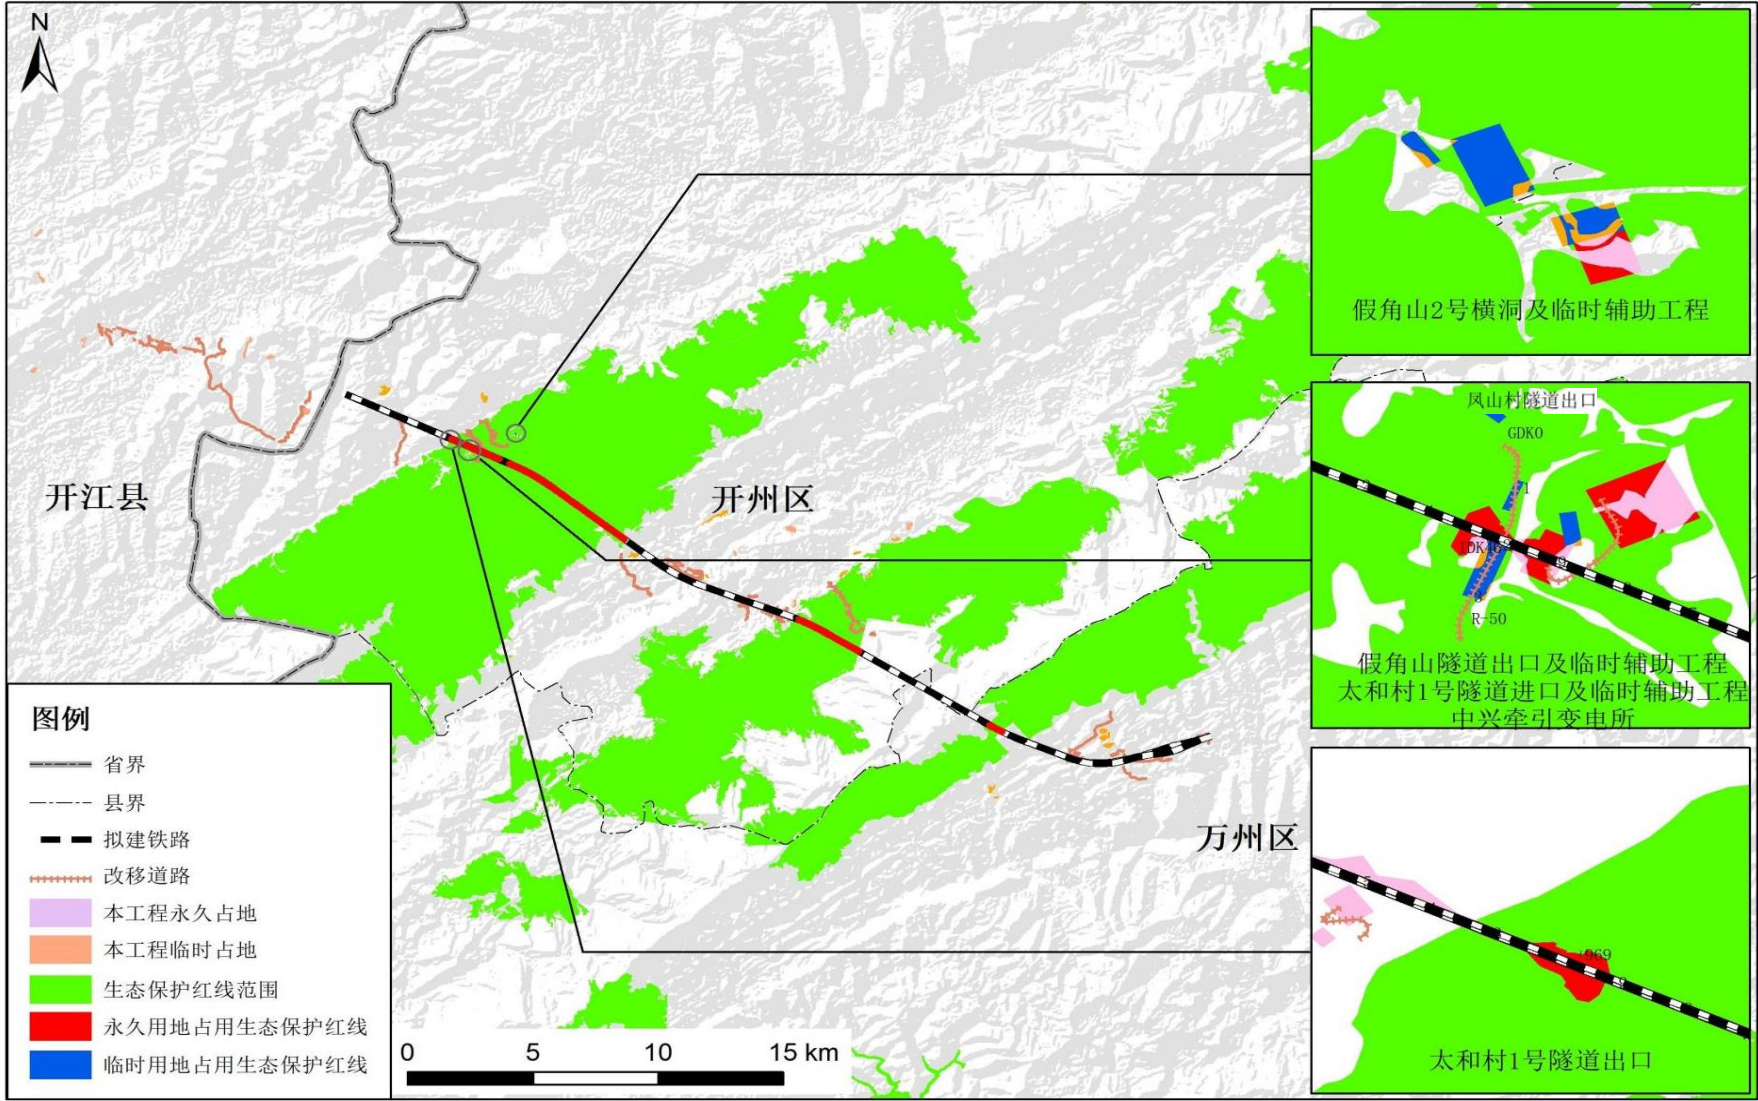 N
开江县
开州区
万州区
图例
省界
县界
拟建铁路
改移道路
本工程永久占地
本工程临时占地
生态保护红线范围
永久用地占用生态保护红线
临时用地占用生态保护红线
0 5 10 15 km
假角山2号横洞及临时辅助工程
凤山村隧道出口
GDK0
1
R-50
假角山隧道出口及临时辅助工程
太和村1号隧道进口及临时辅助工程
中兴牵引变电所
太和村1号隧道出口